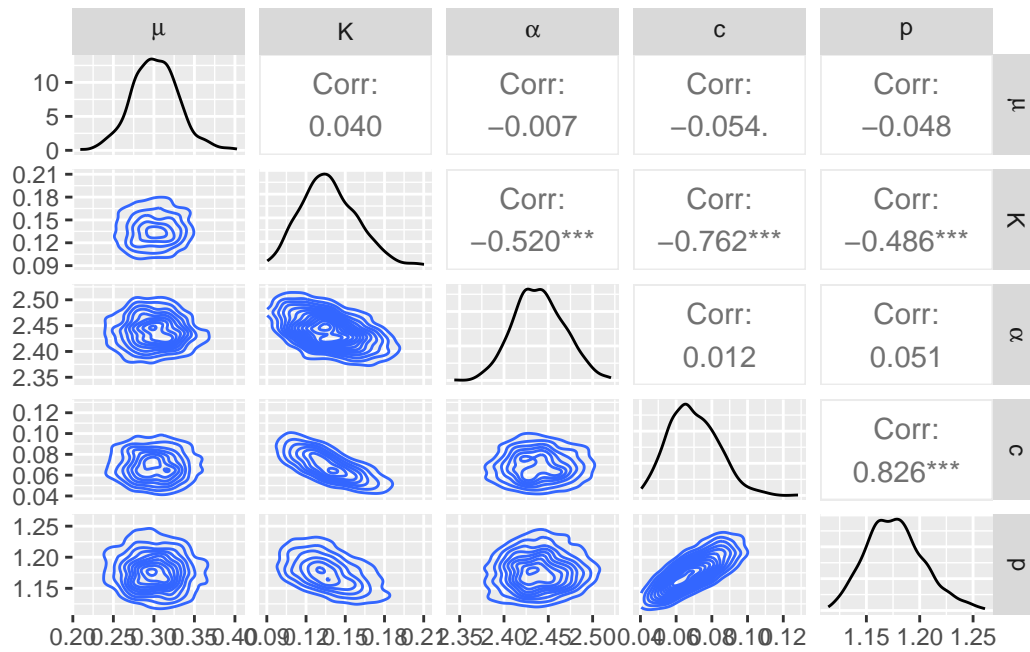 μ K α c p
10
5
0
Corr:
0.040
Corr:
−0.007
Corr:
−0.054.
Corr:
−0.048
μ
0.21
0.18
0.15
0.12
0.09
Corr:
−0.520***
Corr:
−0.762***
Corr:
−0.486***
K
2.50
2.45
2.40
2.35
Corr:
0.012
Corr:
0.051
α
0.12
0.10
0.08
0.06
0.04
Corr:
0.826***
c
1.25
1.20
1.15
p
0.20 0.25 0.30 0.35 0.40 0.09 0.12 0.15 0.18 0.21 2.35 2.40 2.45 2.50 0.04 0.06 0.08 0.10 0.12 1.15 1.20 1.25